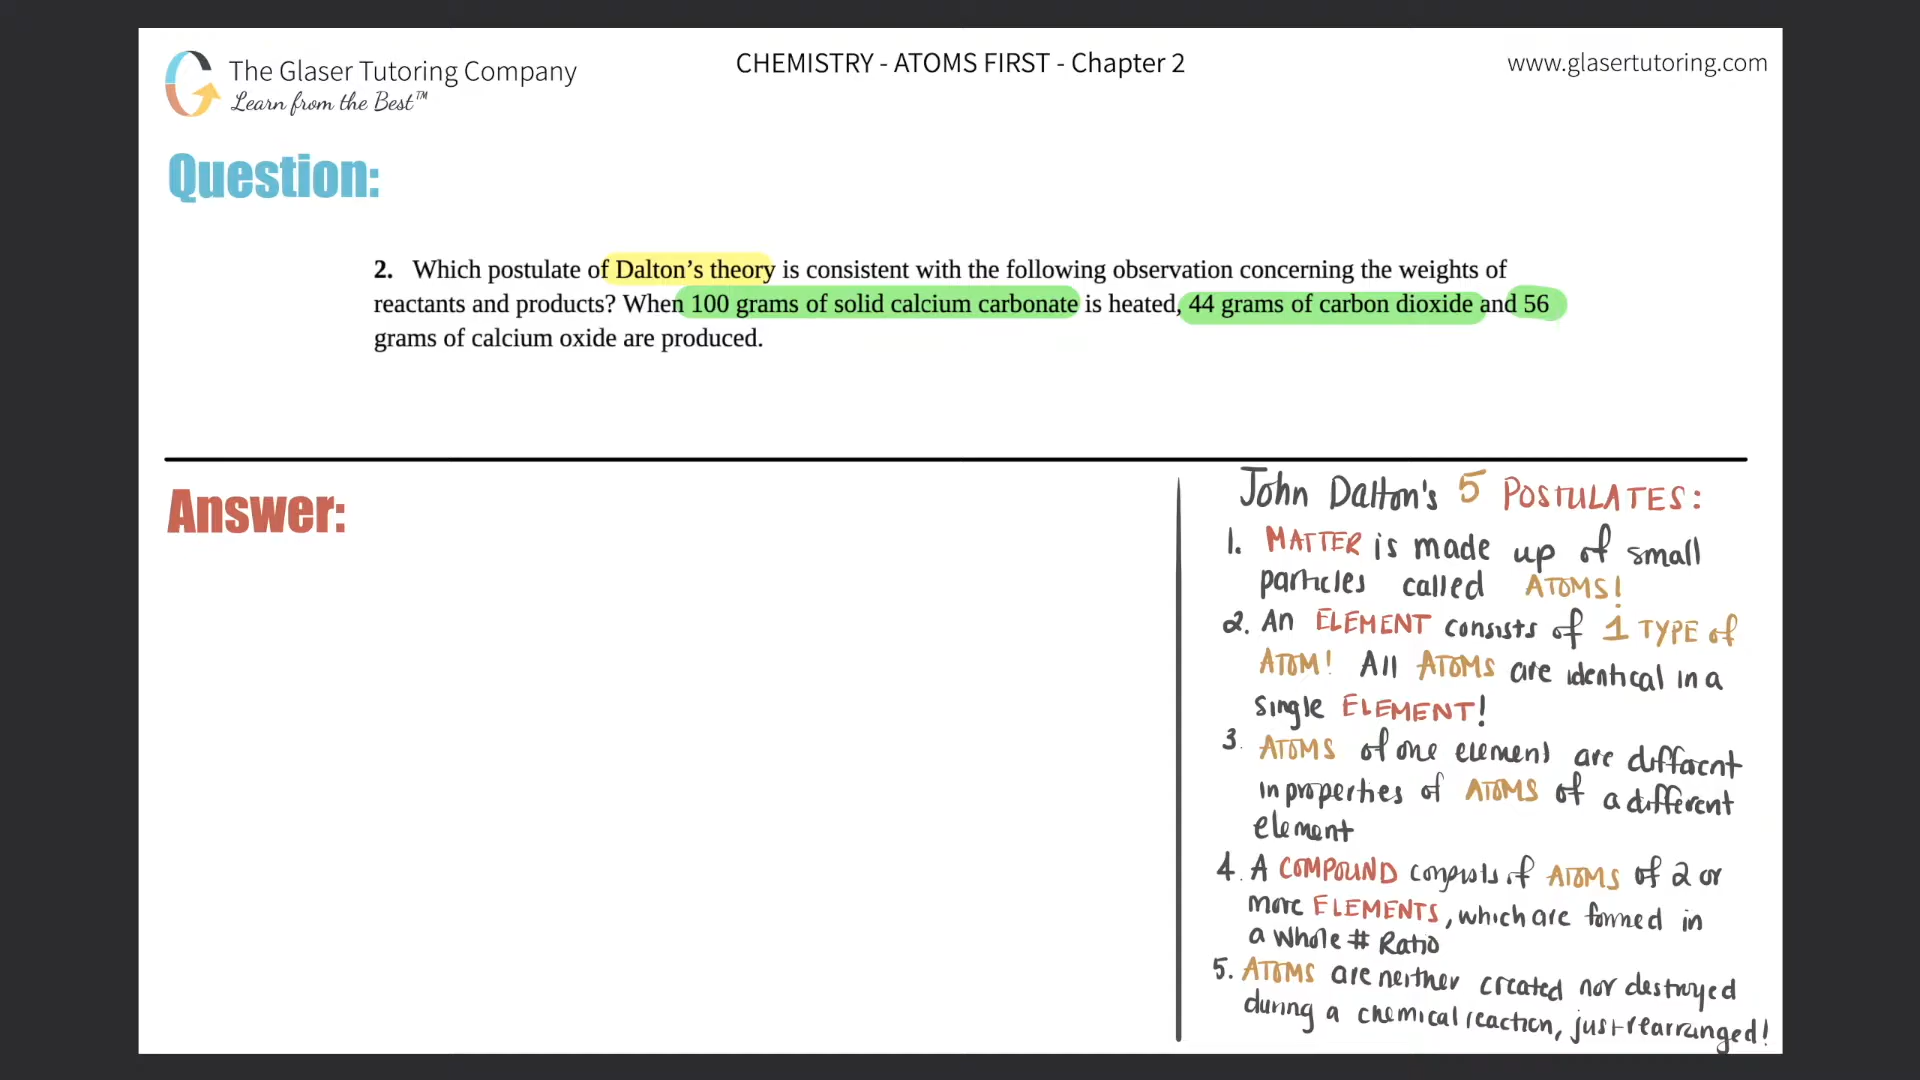 The Glaser Tutoring Company
Learn from the Best™
CHEMISTRY - ATOMS FIRST - Chapter 2
www.glasertutoring.com
Question:
2. Which postulate of Dalton's theory is consistent with the following observation concerning the weights of
reactants and products? When 100 grams of solid calcium carbonate is heated, 44 grams of carbon dioxide and 56
grams of calcium oxide are produced.
Answer:
John Dalton's 5 POSTULATES:
1. MATTER is made up of small
particles called ATOMS!
2. An ELEMENT consists of 1 TYPE of
ATOM! All ATOMS are identical in a
single ELEMENT!
3. ATOMS of one element are different
in properties of ATOMS of a different
element
4. A COMPOUND consists of ATOMS of 2 or
more ELEMENTS, which are formed in
a whole # Ratio
5. ATOMS are neither created nor destroyed
during a chemical reaction, just rearranged!